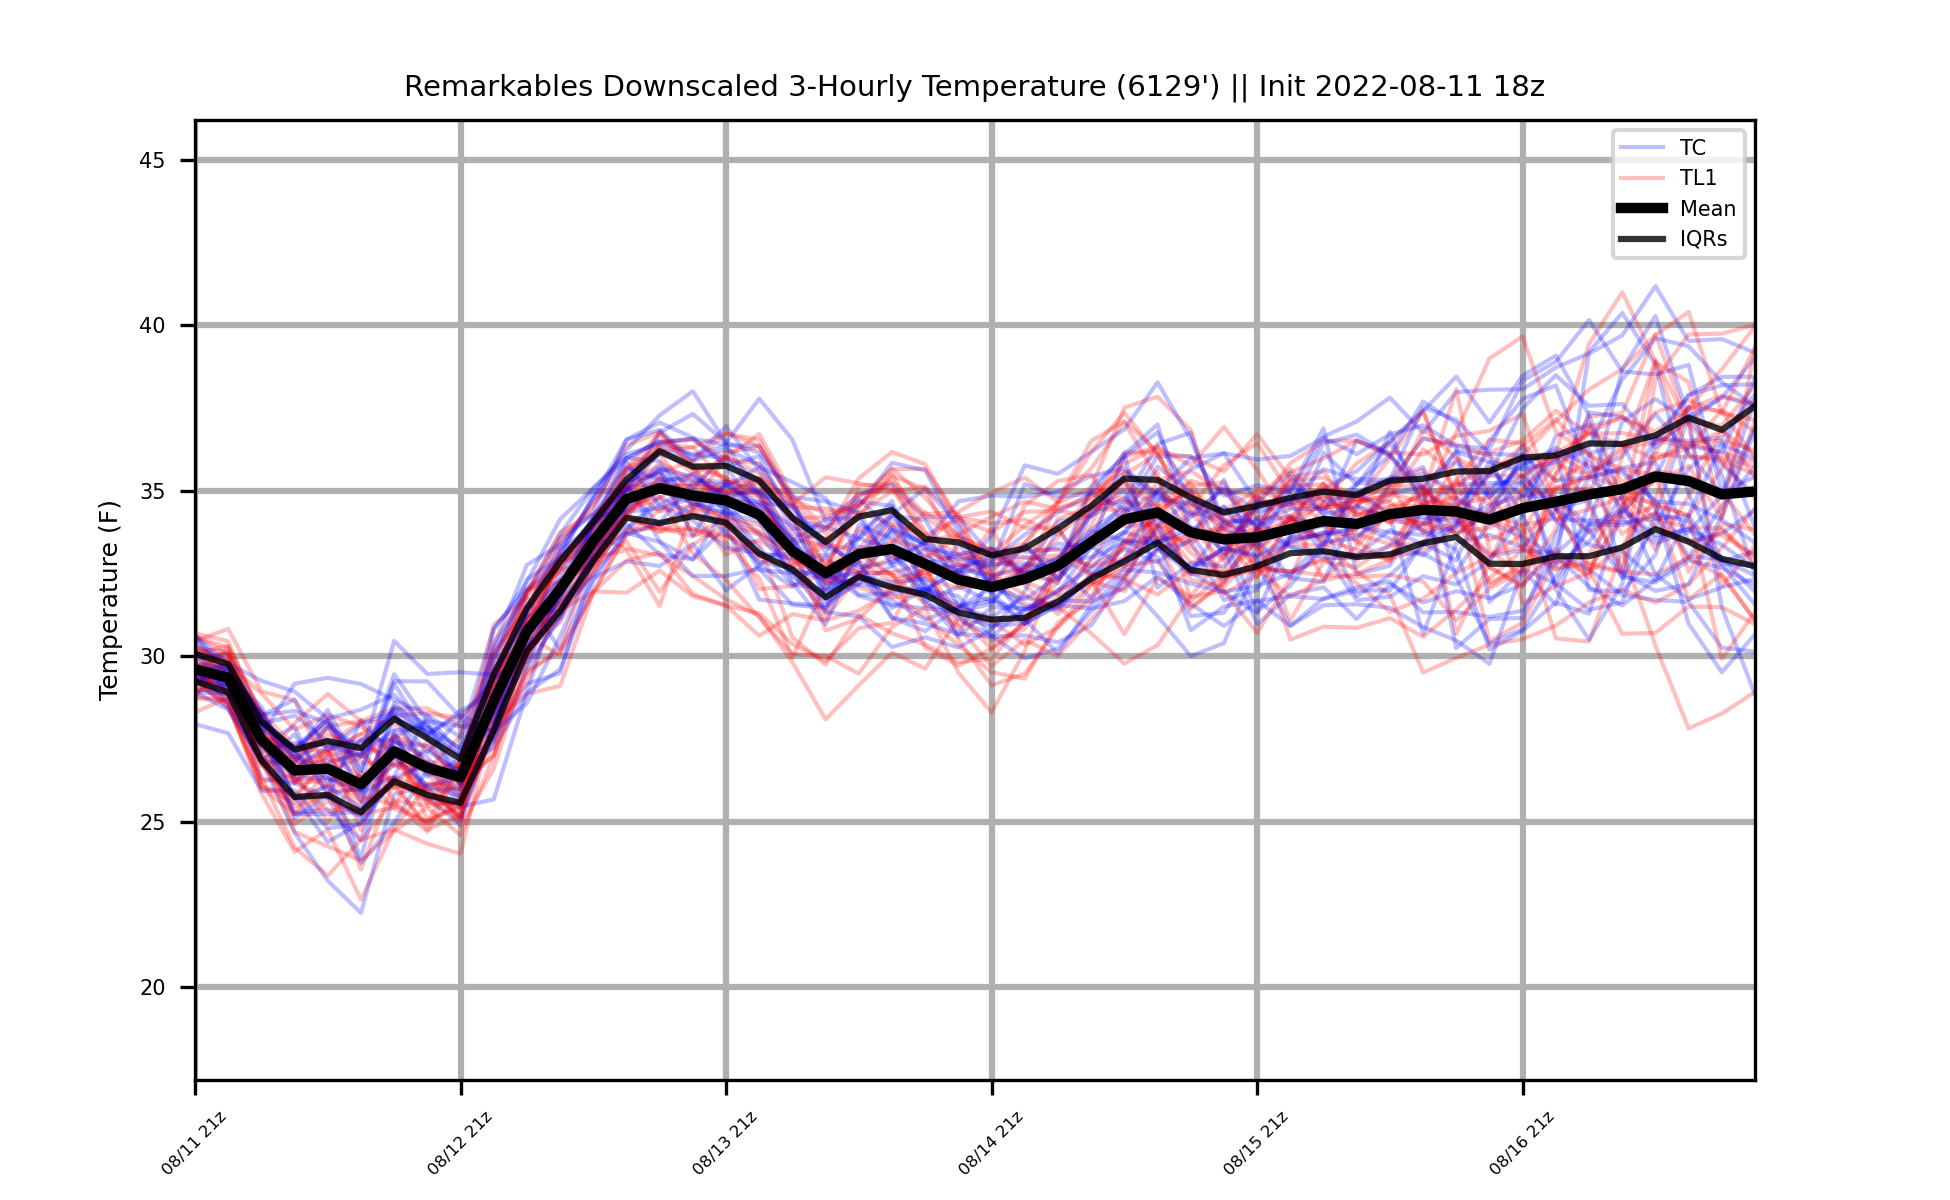 Remarkables Downscaled 3-Hourly Temperature (6129') || Init 2022-08-11 18z
TC
TL1
Mean
IQRs
Temperature (F)
45
40
35
30
25
20
08/11 21z
08/12 21z
08/13 21z
08/14 21z
08/15 21z
08/16 21z